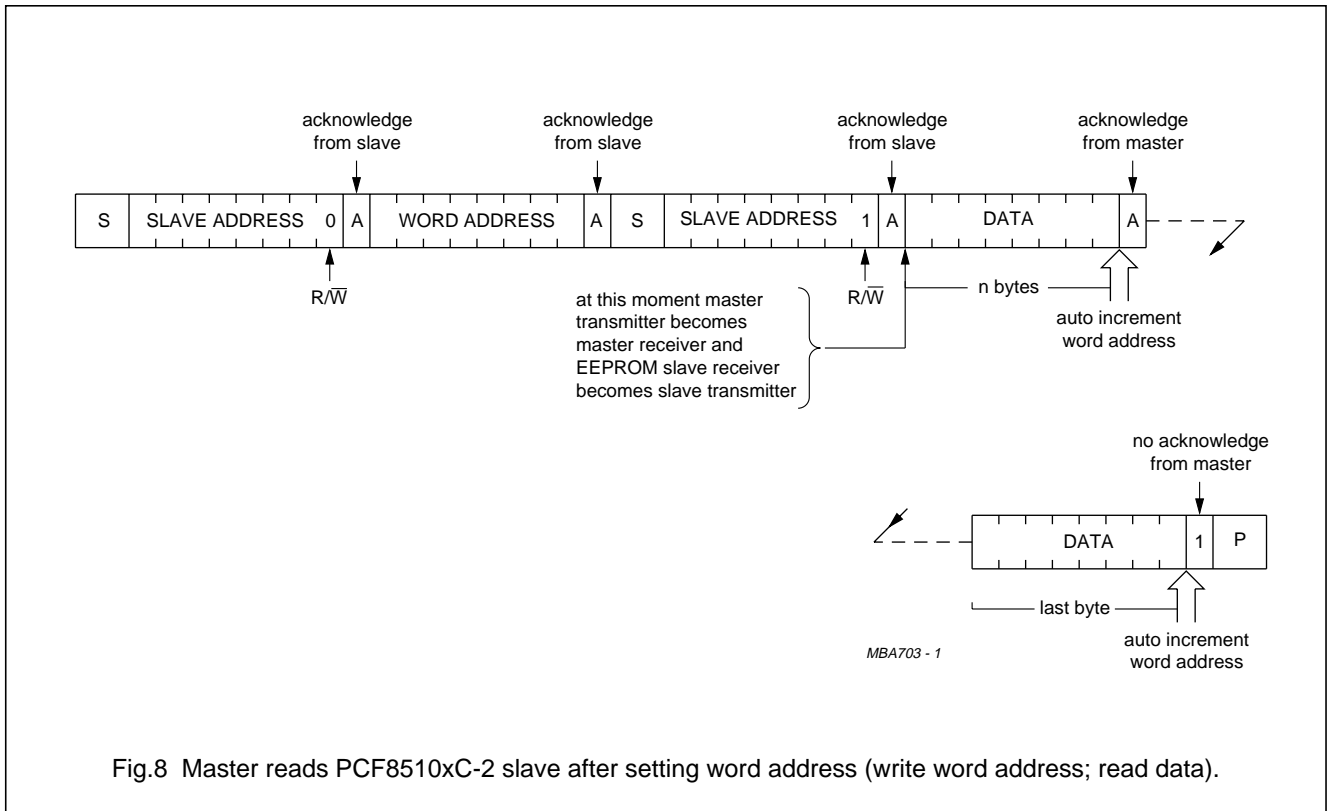 acknowledge
from slave
acknowledge
from slave
acknowledge
from slave
acknowledge
from master
S SLAVE ADDRESS 0 A WORD ADDRESS A S SLAVE ADDRESS 1 A DATA A
R/W̅
R/W̅
n bytes
auto increment
word address
at this moment master
transmitter becomes
master receiver and
EEPROM slave receiver
becomes slave transmitter
no acknowledge
from master
DATA 1 P
last byte
auto increment
word address
MBA703 - 1
Fig.8 Master reads PCF8510xC-2 slave after setting word address (write word address; read data).